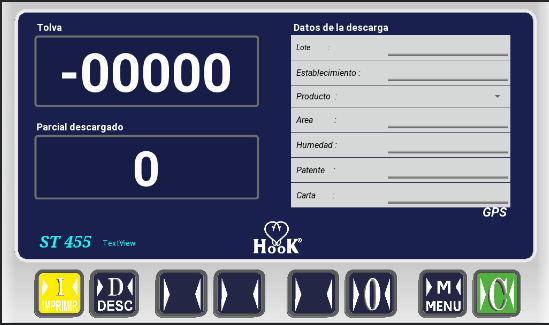 Tolva
-00000
Parcial descargado
0
Datos de la descarga
Lote :
Establecimiento :
Producto :
Area :
Humedad :
Patente :
Carta :
GPS
ST 455 TextView
HooK®
I
IMPRIMIR
D
DESC
0
M
MENU
C